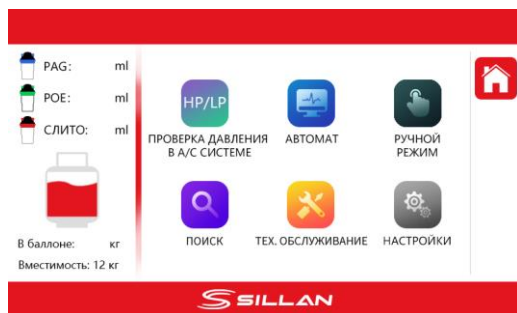 PAG: ml
POE: ml
СЛИТО: ml
В баллоне: кг
Вместимость: 12 кг
HP/LP
ПРОВЕРКА ДАВЛЕНИЯ
В А/С СИСТЕМЕ
АВТОМАТ
РУЧНОЙ
РЕЖИМ
ПОИСК
ТЕХ. ОБСЛУЖИВАНИЕ
НАСТРОЙКИ
SILLAN